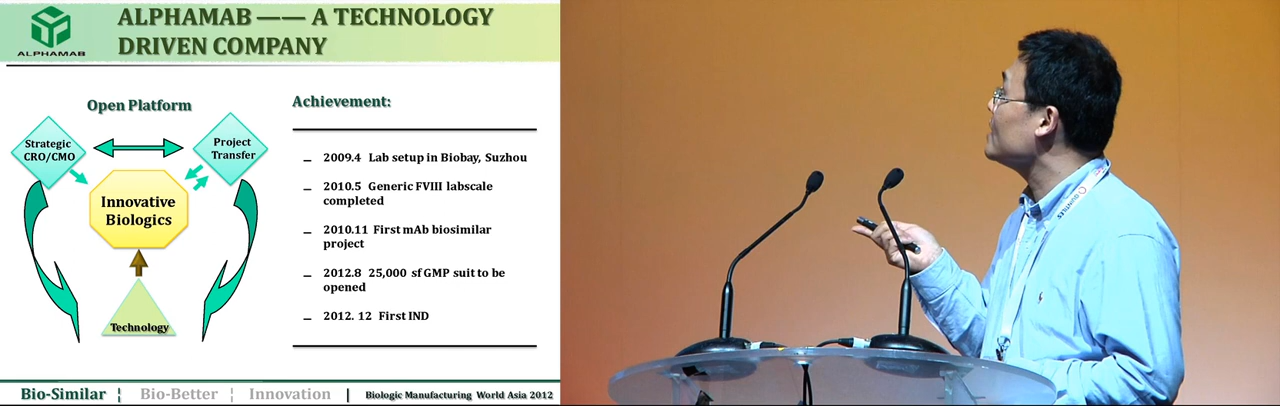 ALPHAMAB —— A TECHNOLOGY
DRIVEN COMPANY
ALPHAMAB
Open Platform
Strategic
CRO/CMO
Project
Transfer
Innovative
Biologics
Technology
Achievement:
– 2009.4 Lab setup in Biobay, Suzhou
– 2010.5 Generic FVIII labscale
completed
– 2010.11 First mAb biosimilar
project
– 2012.8 25,000 sf GMP suit to be
opened
– 2012. 12 First IND
Bio-Similar ¦ Bio-Better ¦ Innovation | Biologic Manufacturing World Asia 2012
QUINTILES